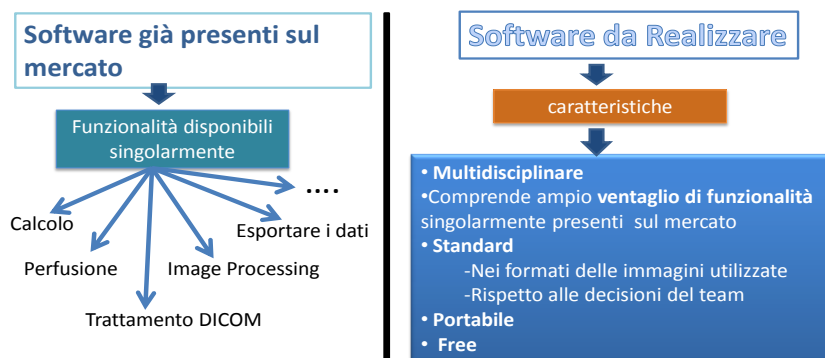 Software già presenti sul
mercato
Funzionalità disponibili
singolarmente
....
Calcolo
Esportare i dati
Perfusione
Image Processing
Trattamento DICOM
Software da Realizzare
caratteristiche
• Multidisciplinare
•Comprende ampio ventaglio di funzionalità
singolarmente presenti sul mercato
• Standard
-Nei formati delle immagini utilizzate
-Rispetto alle decisioni del team
• Portabile
• Free